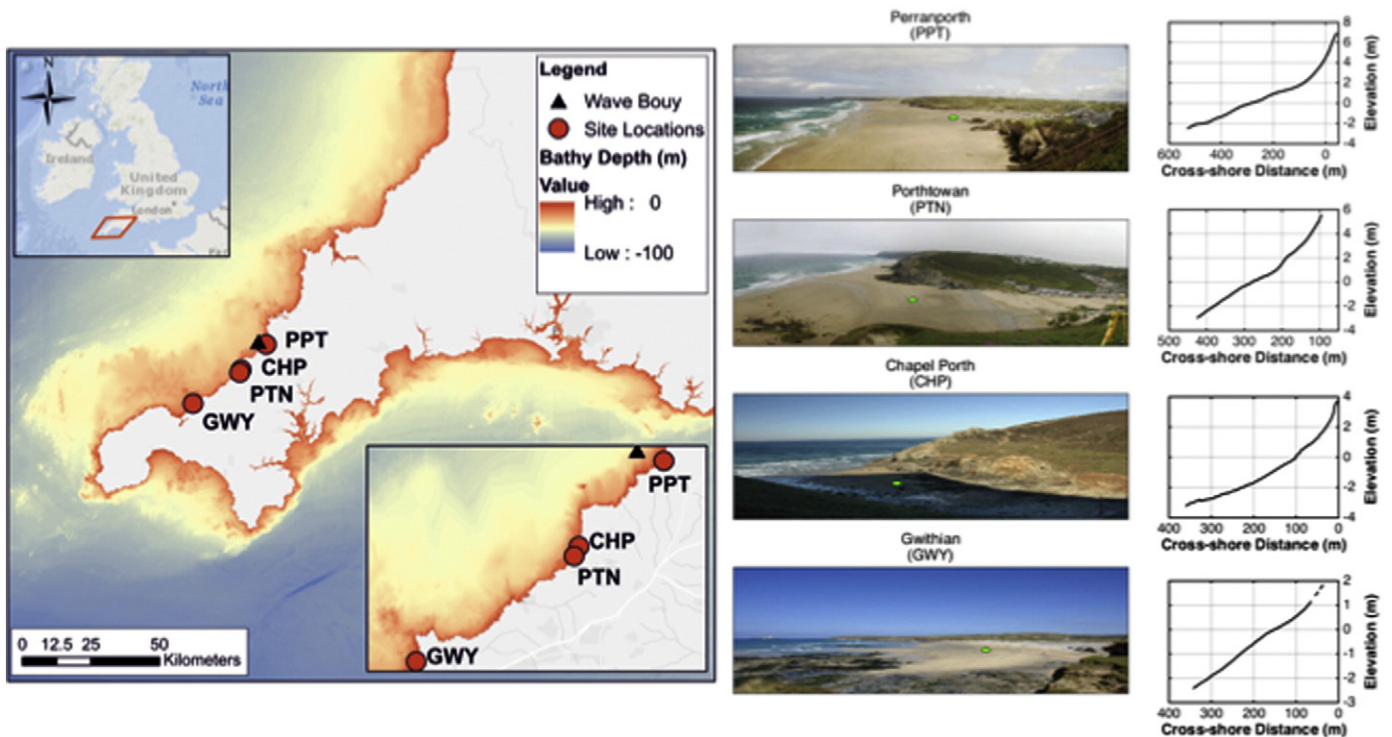 N
North
Sea
Ireland
United
Kingdom
London
Legend
Wave Bouy
Site Locations
Bathy Depth (m)
Value
High : 0
Low : -100
PPT
CHP
PTN
GWY
PPT
CHP
PTN
GWY
0 12.5 25 50
Kilometers
Perranporth
(PPT)
8
6
4
2
0
-2
-4
600 400 200 0
Cross-shore Distance (m)
Elevation (m)
Porthtowan
(PTN)
6
4
2
0
-2
-4
500 400 300 200 100
Cross-shore Distance (m)
Elevation (m)
Chapel Porth
(CHP)
4
2
0
-2
-4
400 300 200 100 0
Cross-shore Distance (m)
Elevation (m)
Gwithian
(GWY)
2
1
0
-1
-2
-3
400 300 200 100 0
Cross-shore Distance (m)
Elevation (m)